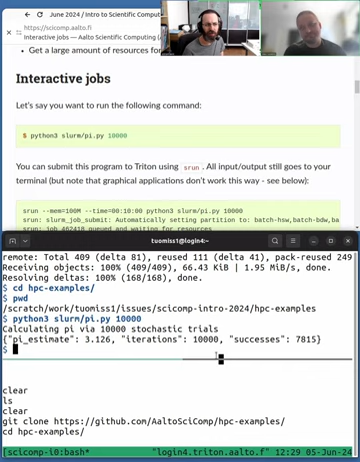 June 2024 / Intro to Scientific Comput
https://scicomp.aalto.fi
Interactive jobs — Aalto Scientific Computing (A
• Get a large amount of resources for
Interactive jobs
Let's say you want to run the following command:
$ python3 slurm/pi.py 10000
You can submit this program to Triton using srun. All input/output still goes to your
terminal (but note that graphical applications don't work this way - see below):
srun --mem=100M --time=00:10:00 python3 slurm/pi.py 10000
srun: slurm_job_submit: Automatically setting partition to: batch-hsw,batch-bdw,ba
srun: job 462418 queued and waiting for resources
tuomiss1@login4:~
remote: Total 409 (delta 81), reused 111 (delta 41), pack-reused 249
Receiving objects: 100% (409/409), 66.43 KiB | 1.95 MiB/s, done.
Resolving deltas: 100% (168/168), done.
$ cd hpc-examples/
$ pwd
/scratch/work/tuomiss1/issues/scicomp-intro-2024/hpc-examples
$ python3 slurm/pi.py 10000
Calculating pi via 10000 stochastic trials
{"pi_estimate": 3.126, "iterations": 10000, "successes": 7815}
$
clear
ls
clear
git clone https://github.com/AaltoSciComp/hpc-examples/
cd hpc-examples/
[scicomp-i0:bash* "login4.triton.aalto.f" 12:29 05-Jun-24